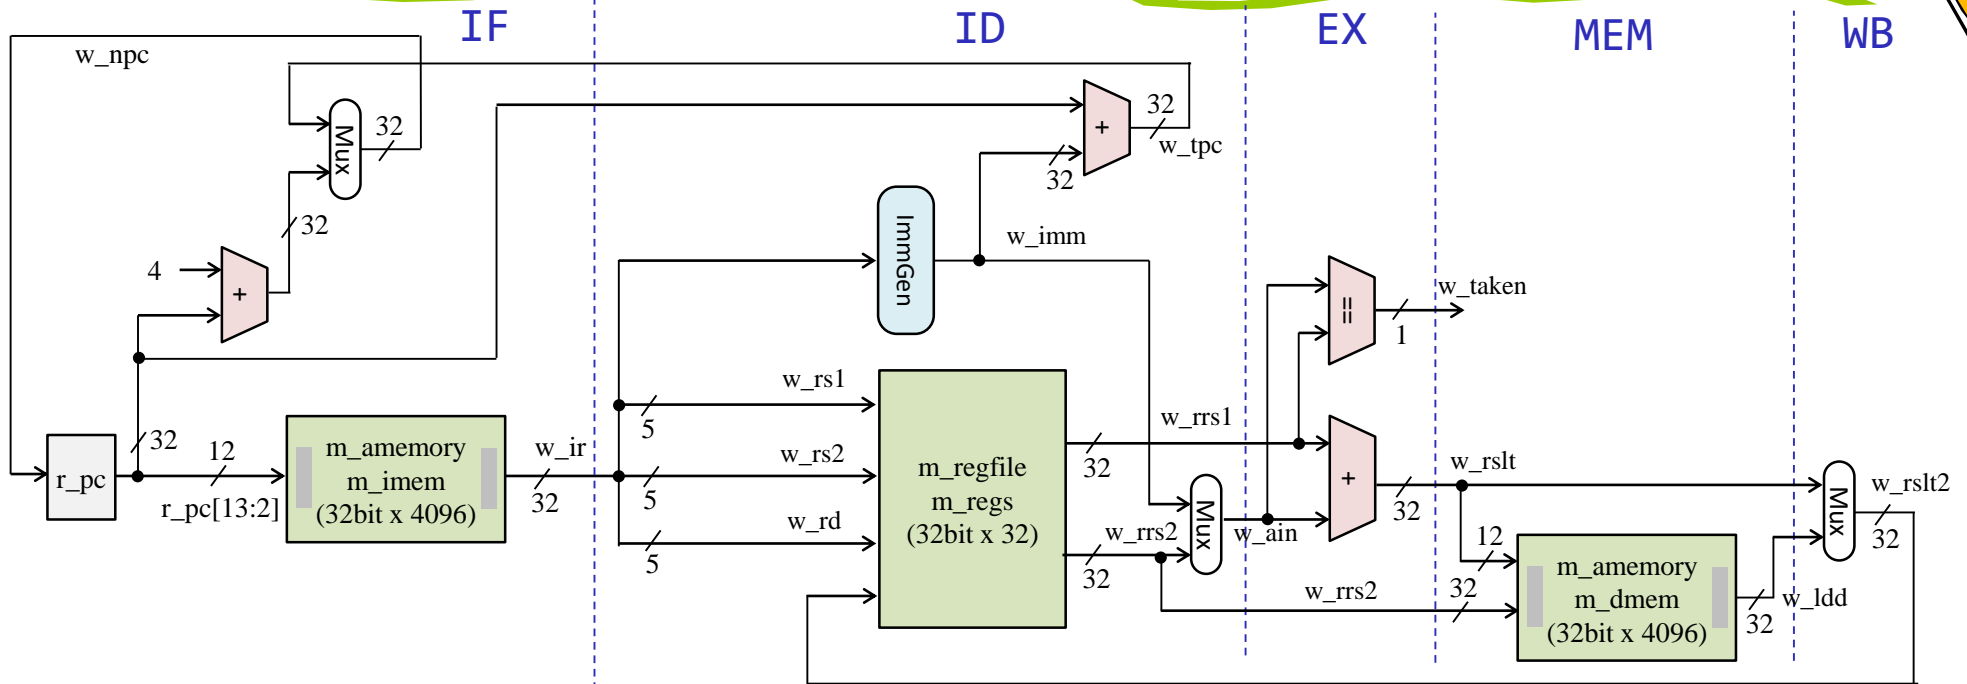 IF
ID
EX
MEM
WB
w_npc
Mux
32
32
4
+
32
r_pc
12
r_pc[13:2]
m_amemory
m_imem
(32bit x 4096)
w_ir
32
+
32
w_tpc
32
ImmGen
w_imm
w_rs1
5
w_rs2
5
w_rd
5
m_regfile
m_regs
(32bit x 32)
w_rrs1
32
w_rrs2
32
Mux
w_ain
w_rrs2
32
==
w_taken
1
+
32
w_rslt
12
m_amemory
m_dmem
(32bit x 4096)
w_ldd
32
Mux
w_rslt2
32